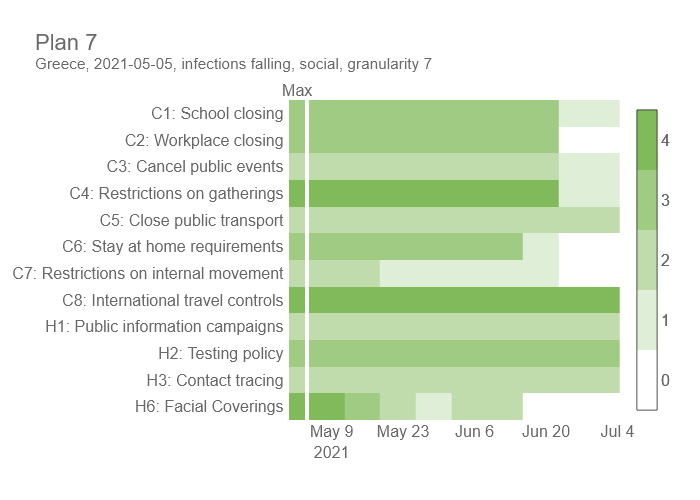 Plan 7
Greece, 2021-05-05, infections falling, social, granularity 7
Max
C1: School closing
C2: Workplace closing
C3: Cancel public events
C4: Restrictions on gatherings
C5: Close public transport
C6: Stay at home requirements
C7: Restrictions on internal movement
C8: International travel controls
H1: Public information campaigns
H2: Testing policy
H3: Contact tracing
H6: Facial Coverings
May 9 May 23 Jun 6 Jun 20 Jul 4
2021
4
3
2
1
0